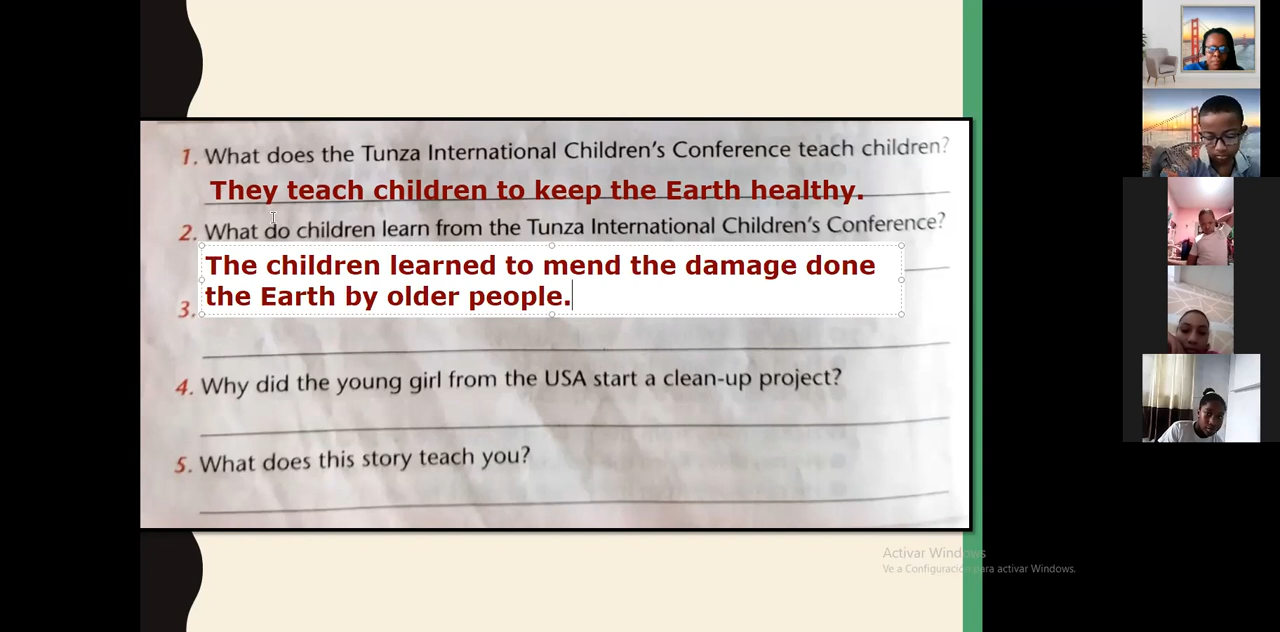 1. What does the Tunza International Children's Conference teach children?
They teach children to keep the Earth healthy.
2. What do children learn from the Tunza International Children's Conference?
The children learned to mend the damage done
the Earth by older people.
3.
4. Why did the young girl from the USA start a clean-up project?
5. What does this story teach you?
Activar Windows
Ve a Configuración para activar Windows.